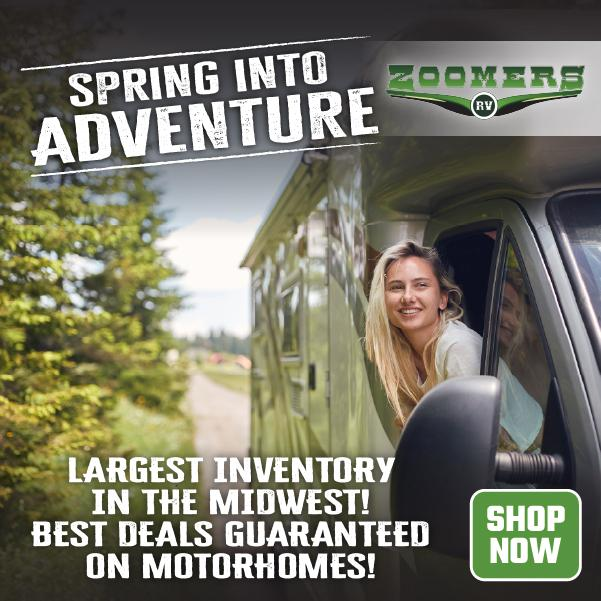 SPRING INTO
ADVENTURE
ZOOMERS
RV
LARGEST INVENTORY
IN THE MIDWEST!
BEST DEALS GUARANTEED
ON MOTORHOMES!
SHOP
NOW